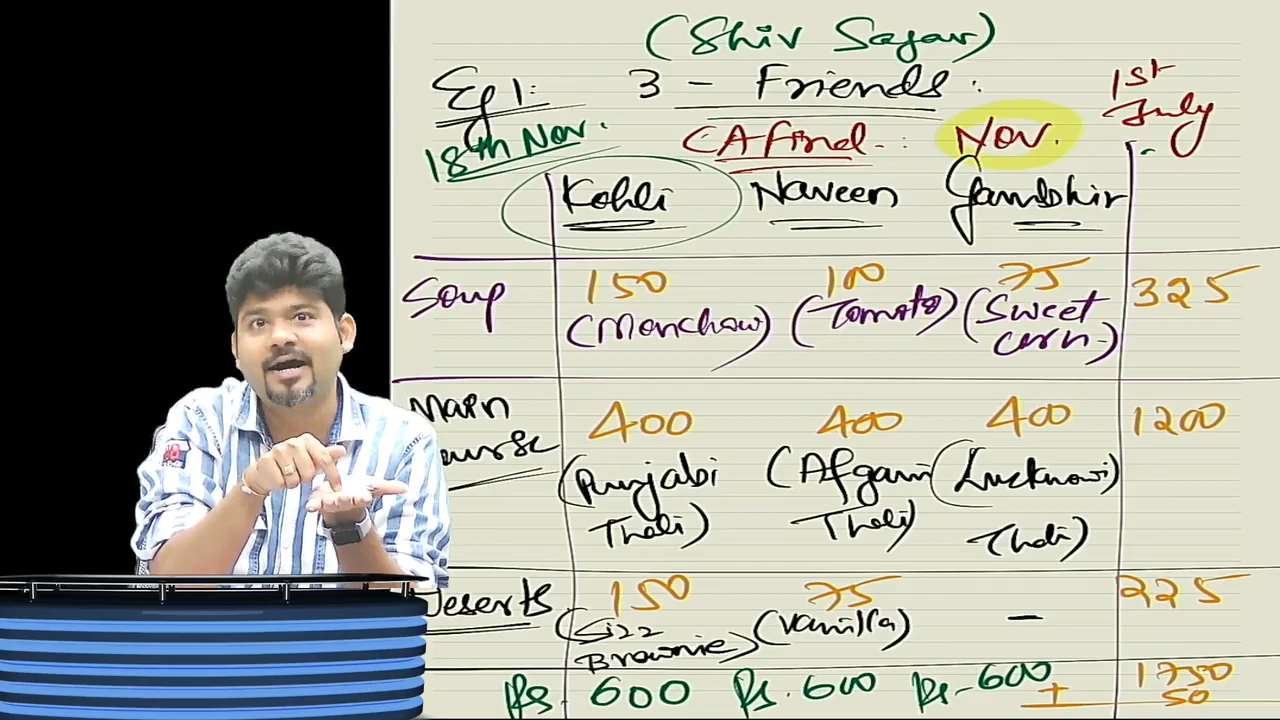 (Shiv Sagar)
Eg 1: 3 - Friends :
1st July
18th Nov. CA Final : Nov.
Kohli Naveen Gambhir
Soup 150 100 75 325
(Manchow) (Tomato) (Sweet corn)
Main Course 400 400 400 1200
(Punjabi Thali) (Afgani Thali) (Lucknowi Thali)
Deserts 150 75 - 225
(Sizz Brownie) (Vanilla)
Rs. 600 Rs. 600 Rs. 600 1750
+ 50